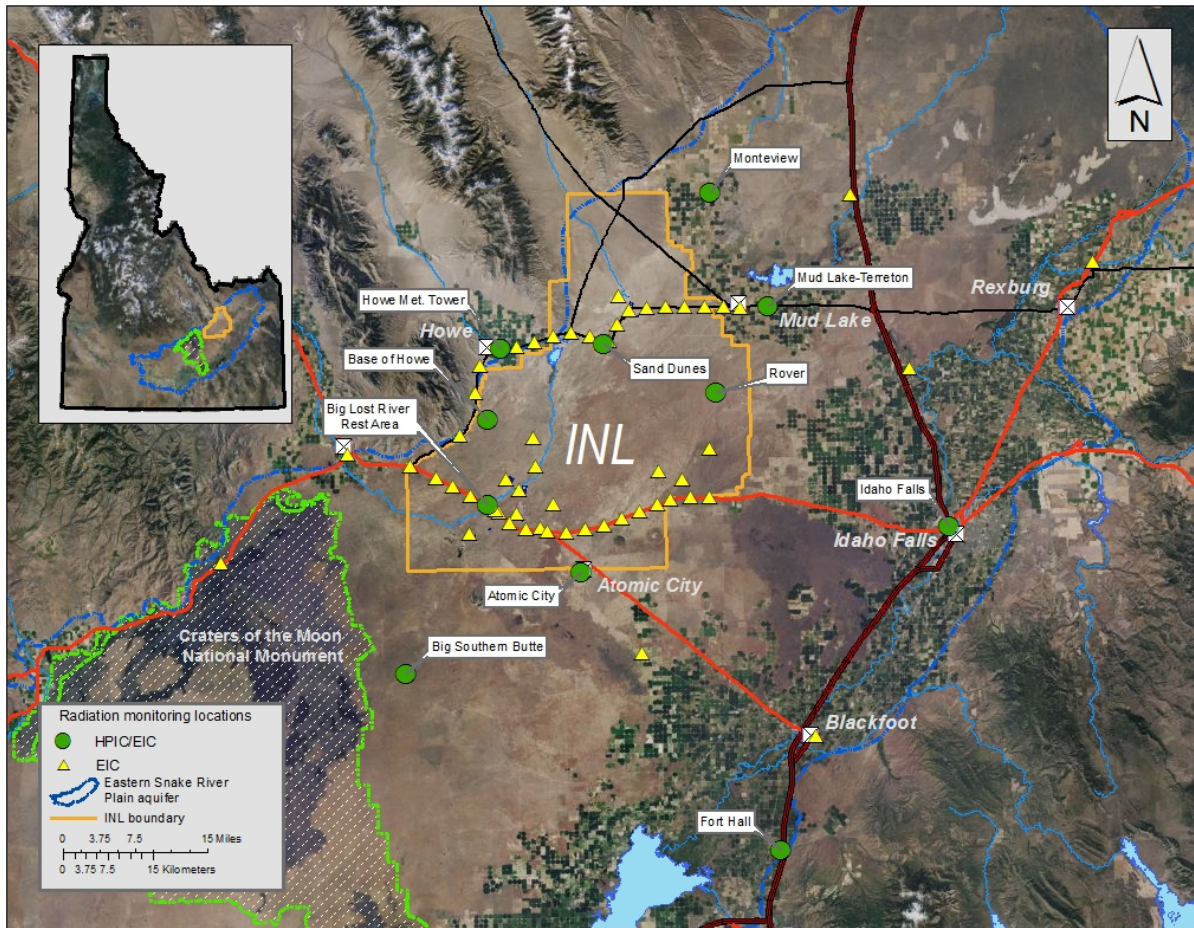 N
Monteview
Mud Lake-Terreton
Rexburg
Howe Met. Tower
Mud Lake
Howe
Base of Howe
Sand Dunes
Rover
Big Lost River
Rest Area
INL
Idaho Falls
Idaho Falls
Atomic City
Atomic City
Craters of the Moon
National Monument
Big Southern Butte
Blackfoot
Fort Hall
Radiation monitoring locations
HPIC/EIC
EIC
Eastern Snake River
Plain aquifer
INL boundary
0 3.75 7.5 15 Miles
0 3.75 7.5 15 Kilometers